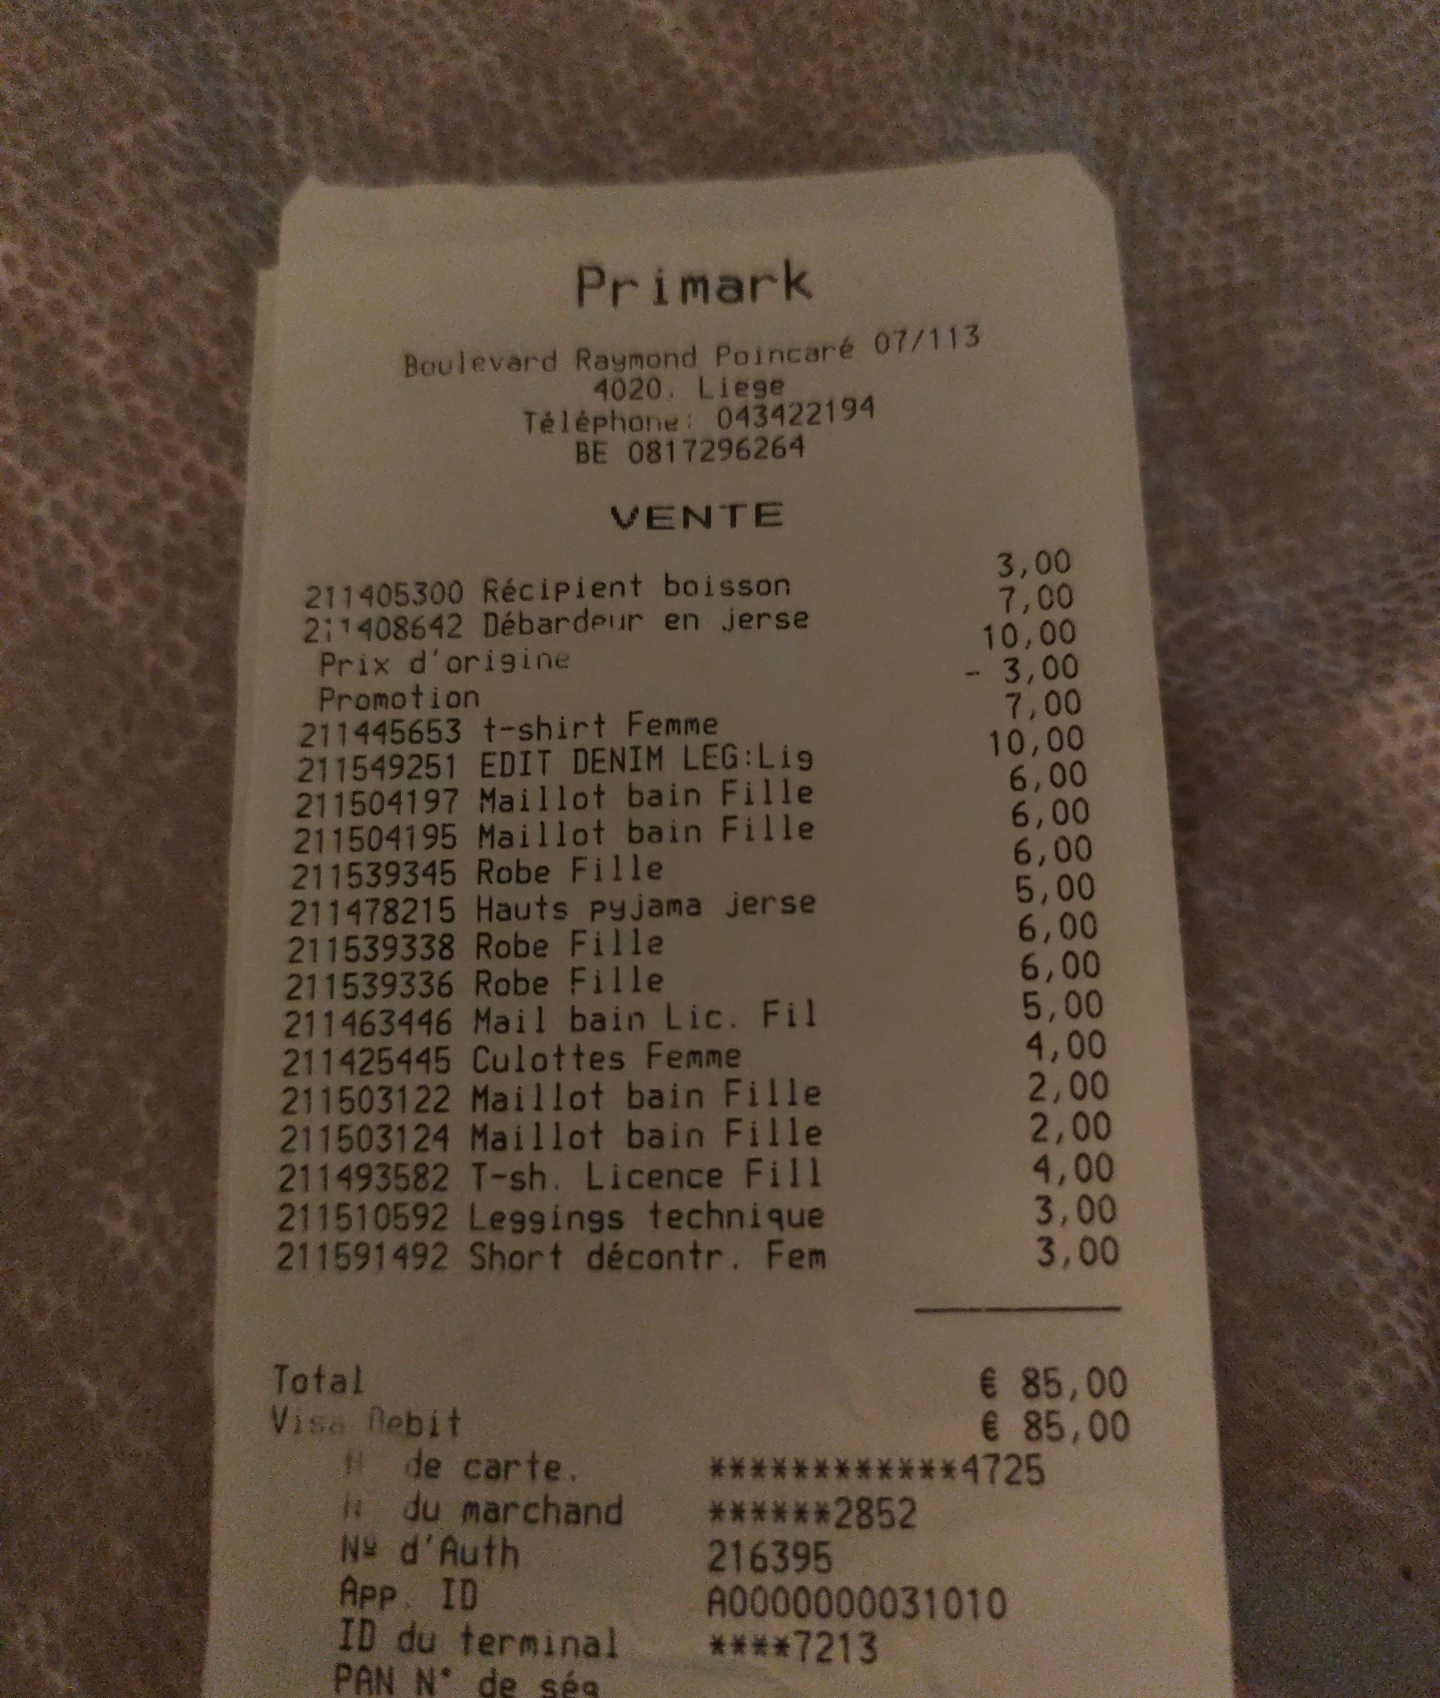 Primark
Boulevard Raymond Poincaré 07/113
4020, Liege
Téléphone: 043422194
BE 0817296264
VENTE
211405300 Récipient boisson 3,00
211408642 Débardeur en jerse 7,00
Prix d'origine 10,00
Promotion - 3,00
211445653 t-shirt Femme 7,00
211549251 EDIT DENIM LEG:Lig 10,00
211504197 Maillot bain Fille 6,00
211504195 Maillot bain Fille 6,00
211539345 Robe Fille 6,00
211478215 Hauts pyjama jerse 5,00
211539338 Robe Fille 6,00
211539336 Robe Fille 6,00
211463446 Mail bain Lic. Fil 5,00
211425445 Culottes Femme 4,00
211503122 Maillot bain Fille 2,00
211503124 Maillot bain Fille 2,00
211493582 T-sh. Licence Fill 4,00
211510592 Leggings technique 3,00
211591492 Short décontr. Fem 3,00
Total € 85,00
Visa Debit € 85,00
de carte. ************4725
du marchand ******2852
Nº d'Auth 216395
App. ID A0000000031010
ID du terminal ****7213
PAN N° de ség